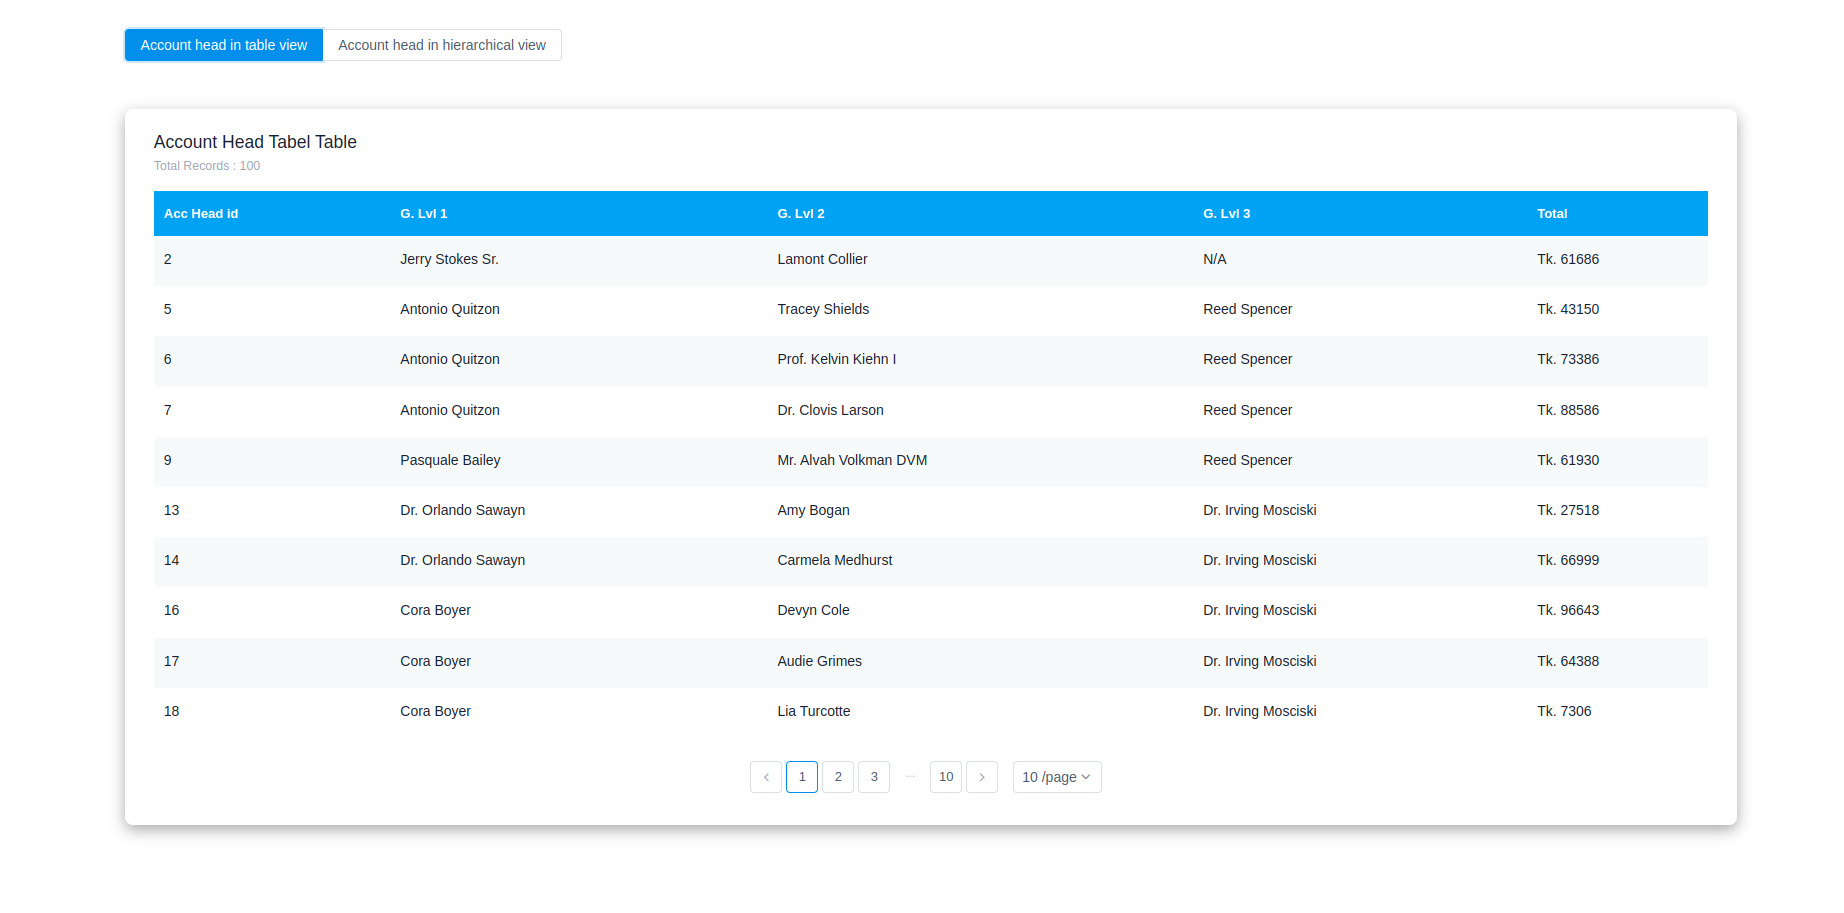 Account head in table view Account head in hierarchical view
Account Head Tabel Table
Total Records : 100
Acc Head id G. Lvl 1 G. Lvl 2 G. Lvl 3 Total
2 Jerry Stokes Sr. Lamont Collier N/A Tk. 61686
5 Antonio Quitzon Tracey Shields Reed Spencer Tk. 43150
6 Antonio Quitzon Prof. Kelvin Kiehn I Reed Spencer Tk. 73386
7 Antonio Quitzon Dr. Clovis Larson Reed Spencer Tk. 88586
9 Pasquale Bailey Mr. Alvah Volkman DVM Reed Spencer Tk. 61930
13 Dr. Orlando Sawayn Amy Bogan Dr. Irving Mosciski Tk. 27518
14 Dr. Orlando Sawayn Carmela Medhurst Dr. Irving Mosciski Tk. 66999
16 Cora Boyer Devyn Cole Dr. Irving Mosciski Tk. 96643
17 Cora Boyer Audie Grimes Dr. Irving Mosciski Tk. 64388
18 Cora Boyer Lia Turcotte Dr. Irving Mosciski Tk. 7306
1 2 3 ··· 10 10 /page